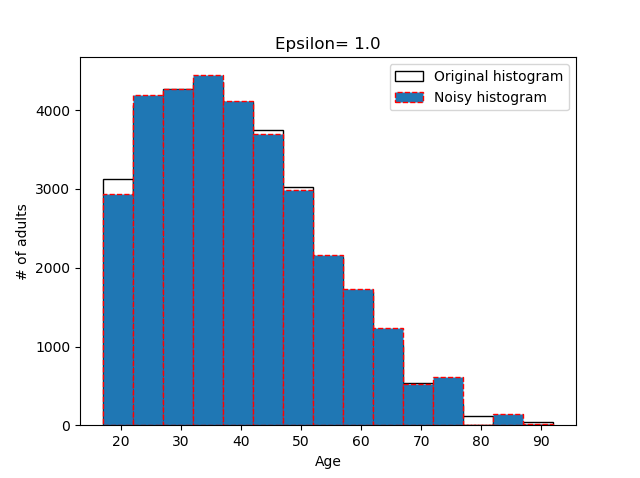 Epsilon= 1.0
Original histogram
Noisy histogram
# of adults
4000
3000
2000
1000
0
20 30 40 50 60 70 80 90
Age